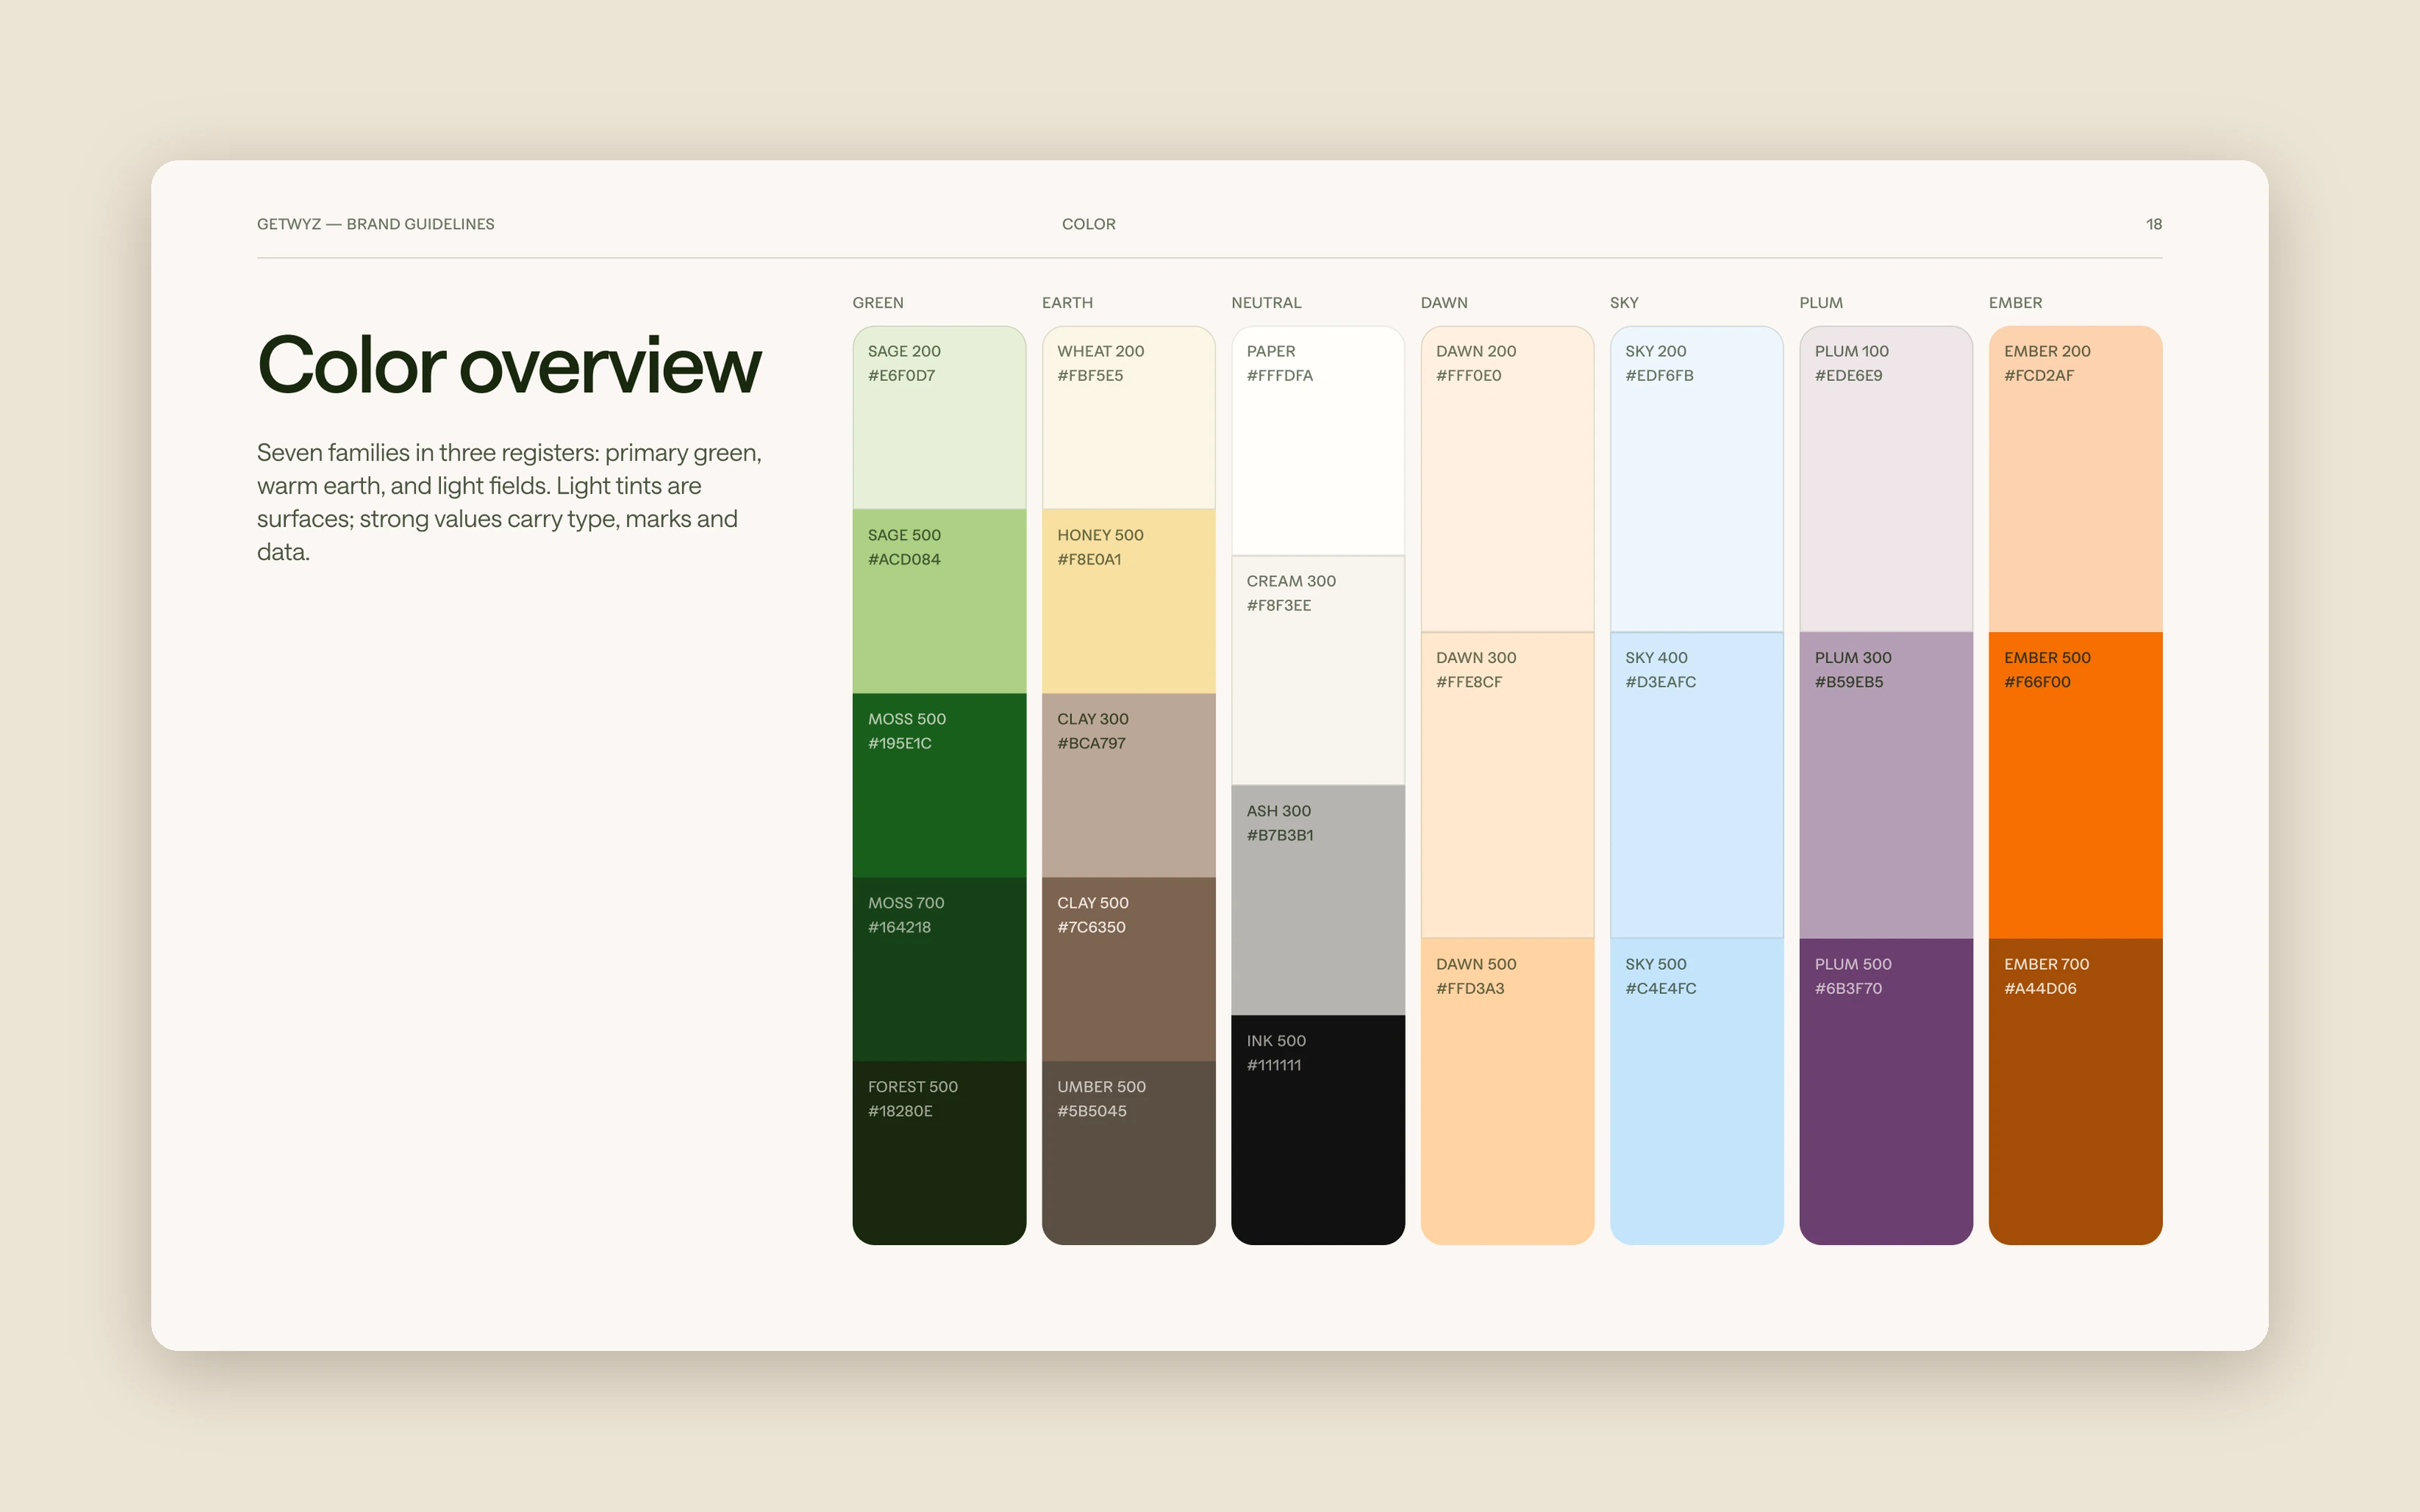 GETWYZ — BRAND GUIDELINES
COLOR
18
Color overview
Seven families in three registers: primary green,
warm earth, and light fields. Light tints are
surfaces; strong values carry type, marks and
data.
GREEN
SAGE 200
#E6F0D7
SAGE 500
#ACD084
MOSS 500
#195E1C
MOSS 700
#164218
FOREST 500
#18280E
EARTH
WHEAT 200
#FBF5E5
HONEY 500
#F8E0A1
CLAY 300
#BCA797
CLAY 500
#7C6350
UMBER 500
#5B5045
NEUTRAL
PAPER
#FFFDFA
CREAM 300
#F8F3EE
ASH 300
#B7B3B1
INK 500
#111111
DAWN
DAWN 200
#FFF0E0
DAWN 300
#FFE8CF
DAWN 500
#FFD3A3
SKY
SKY 200
#EDF6FB
SKY 400
#D3EAFC
SKY 500
#C4E4FC
PLUM
PLUM 100
#EDE6E9
PLUM 300
#B59EB5
PLUM 500
#6B3F70
EMBER
EMBER 200
#FCD2AF
EMBER 500
#F66F00
EMBER 700
#A44D06